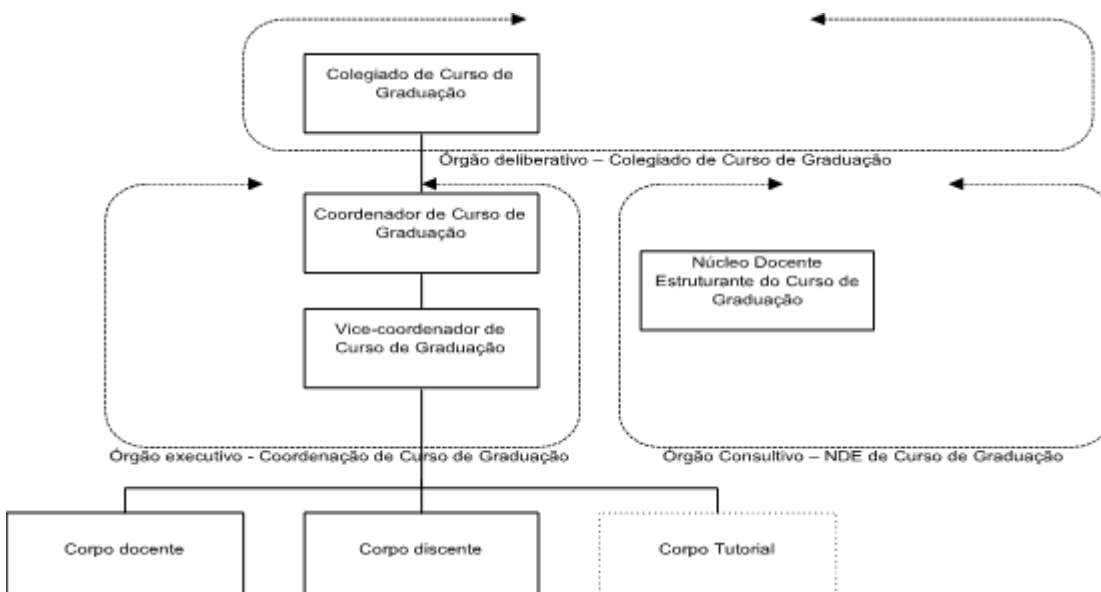 Colegiado de Curso de
Graduação
Órgão deliberativo – Colegiado de Curso de Graduação
Coordenador de Curso de
Graduação
Núcleo Docente
Estruturante do Curso de
Graduação
Vice-coordenador de
Curso de Graduação
Órgão executivo - Coordenação de Curso de Graduação
Órgão Consultivo – NDE de Curso de Graduação
Corpo docente
Corpo discente
Corpo Tutorial